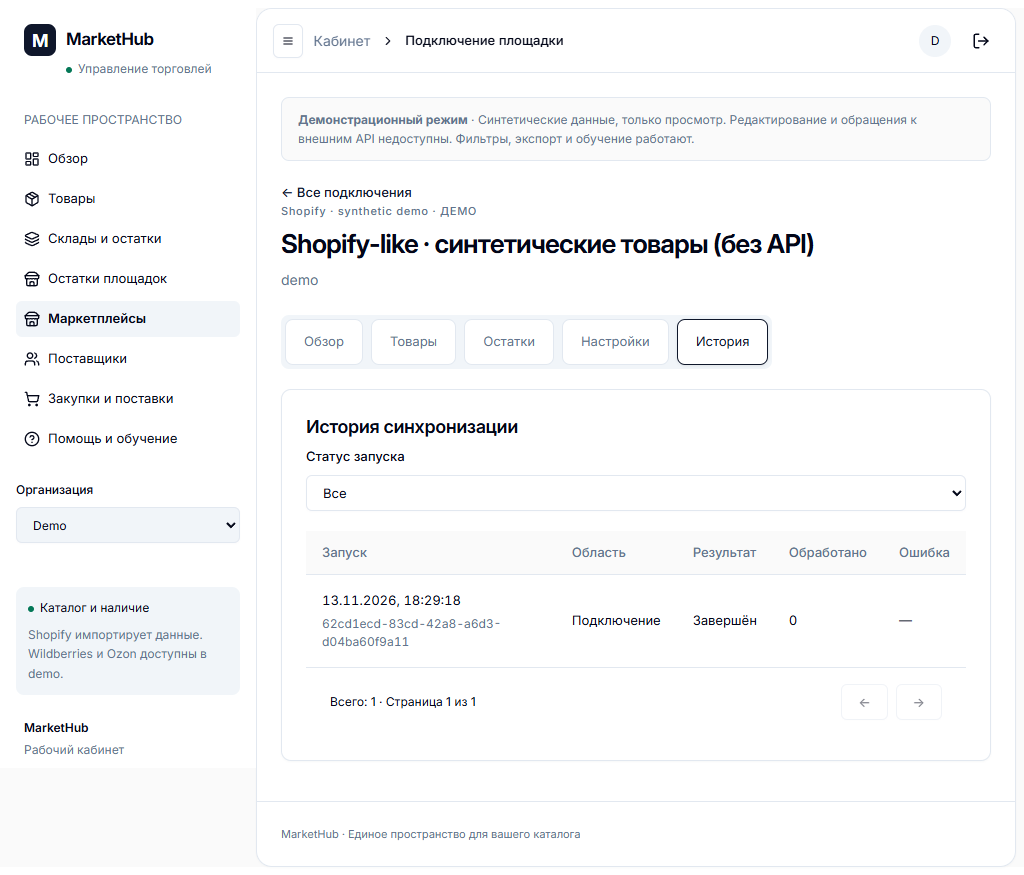 M MarketHub
Управление торговлей
РАБОЧЕЕ ПРОСТРАНСТВО
Обзор
Товары
Склады и остатки
Остатки площадок
Маркетплейсы
Поставщики
Закупки и поставки
Помощь и обучение
Организация
Demo
Каталог и наличие
Shopify импортирует данные.
Wildberries и Ozon доступны в
demo.
MarketHub
Рабочий кабинет
Кабинет > Подключение площадки
D
Демонстрационный режим · Синтетические данные, только просмотр. Редактирование и обращения к
внешним API недоступны. Фильтры, экспорт и обучение работают.
← Все подключения
Shopify · synthetic demo · ДЕМО
Shopify-like · синтетические товары (без API)
demo
Обзор Товары Остатки Настройки История
История синхронизации
Статус запуска
Все
Запуск Область Результат Обработано Ошибка
13.11.2026, 18:29:18
62cd1ecd-83cd-42a8-a6d3-
d04ba60f9a11
Подключение Завершён 0 —
Всего: 1 · Страница 1 из 1
← →
MarketHub · Единое пространство для вашего каталога